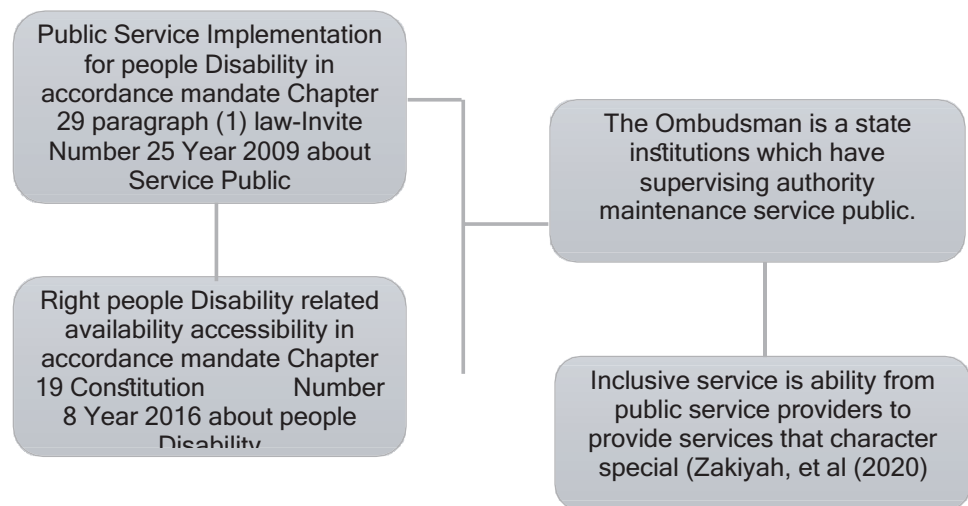 Public Service Implementation
for people Disability in
accordance mandate Chapter
29 paragraph (1) law-Invite
Number 25 Year 2009 about
Service Public
Right people Disability related
availability accessibility in
accordance mandate Chapter
19 Constitution Number
8 Year 2016 about people
Disability
The Ombudsman is a state
institutions which have
supervising authority
maintenance service public.
Inclusive service is ability from
public service providers to
provide services that character
special (Zakiyah, et al (2020)